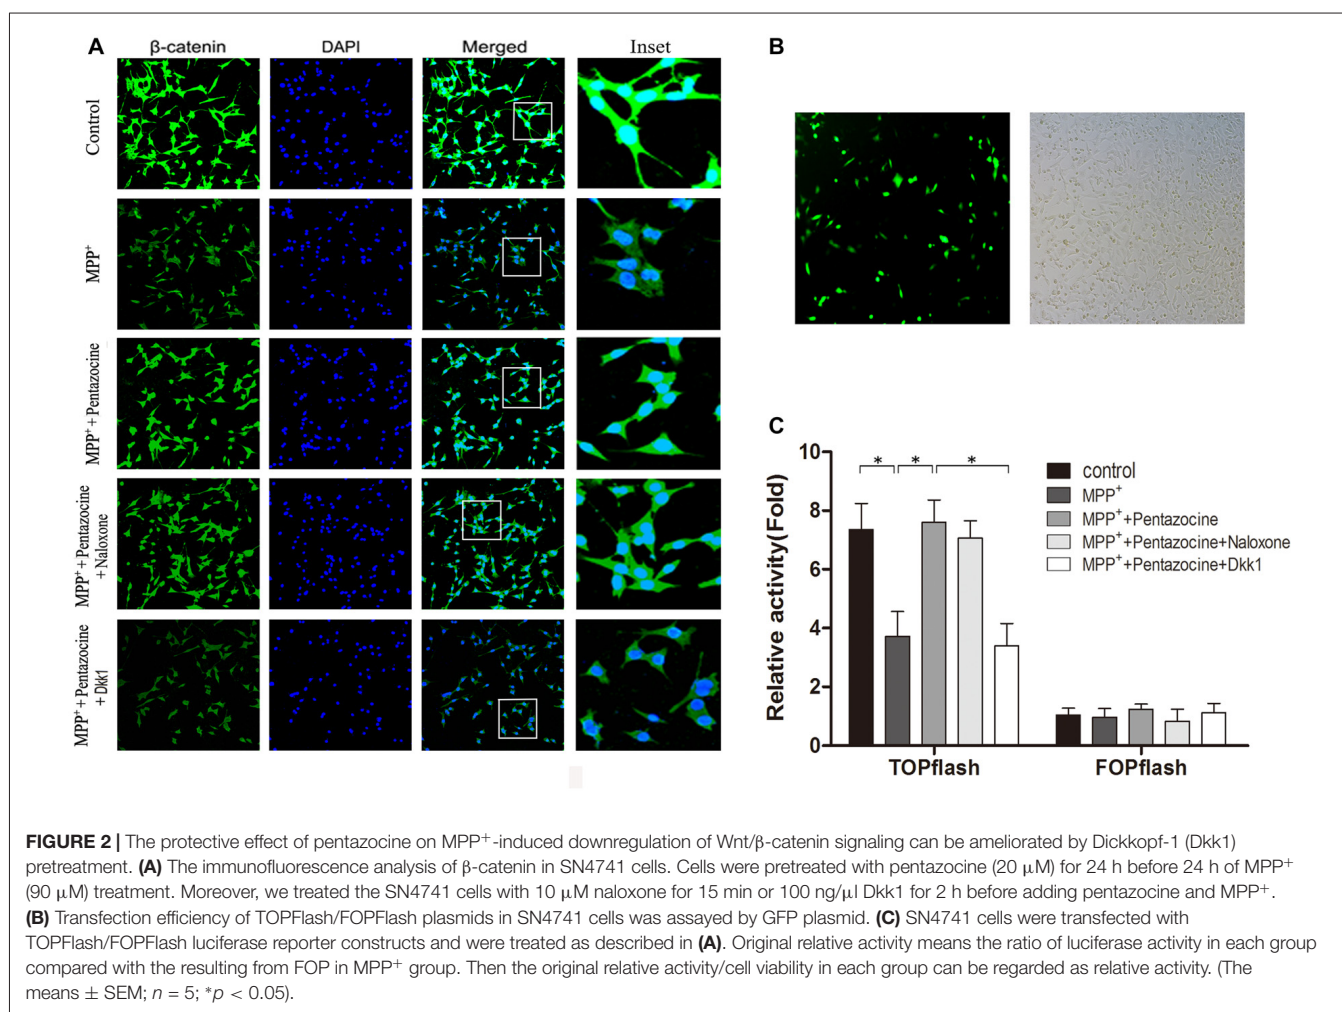 A
β-catenin
DAPI
Merged
Inset
Control
MPP+
MPP++Pentazocine
MPP++Pentazocine
+Naloxone
MPP++Pentazocine
+Dkk1
B
C
Relative activity(Fold)
10
8
6
4
2
0
* * *
TOPflash
FOPflash
control
MPP+
MPP++Pentazocine
MPP++Pentazocine+Naloxone
MPP++Pentazocine+Dkk1
FIGURE 2 | The protective effect of pentazocine on MPP+-induced downregulation of Wnt/β-catenin signaling can be ameliorated by Dickkopf-1 (Dkk1)
pretreatment. (A) The immunofluorescence analysis of β-catenin in SN4741 cells. Cells were pretreated with pentazocine (20 μM) for 24 h before 24 h of MPP+
(90 μM) treatment. Moreover, we treated the SN4741 cells with 10 μM naloxone for 15 min or 100 ng/μl Dkk1 for 2 h before adding pentazocine and MPP+.
(B) Transfection efficiency of TOPFlash/FOPFlash plasmids in SN4741 cells was assayed by GFP plasmid. (C) SN4741 cells were transfected with
TOPFlash/FOPFlash luciferase reporter constructs and were treated as described in (A). Original relative activity means the ratio of luciferase activity in each group
compared with the resulting from FOP in MPP+ group. Then the original relative activity/cell viability in each group can be regarded as relative activity. (The
means ± SEM; n = 5; *p < 0.05).